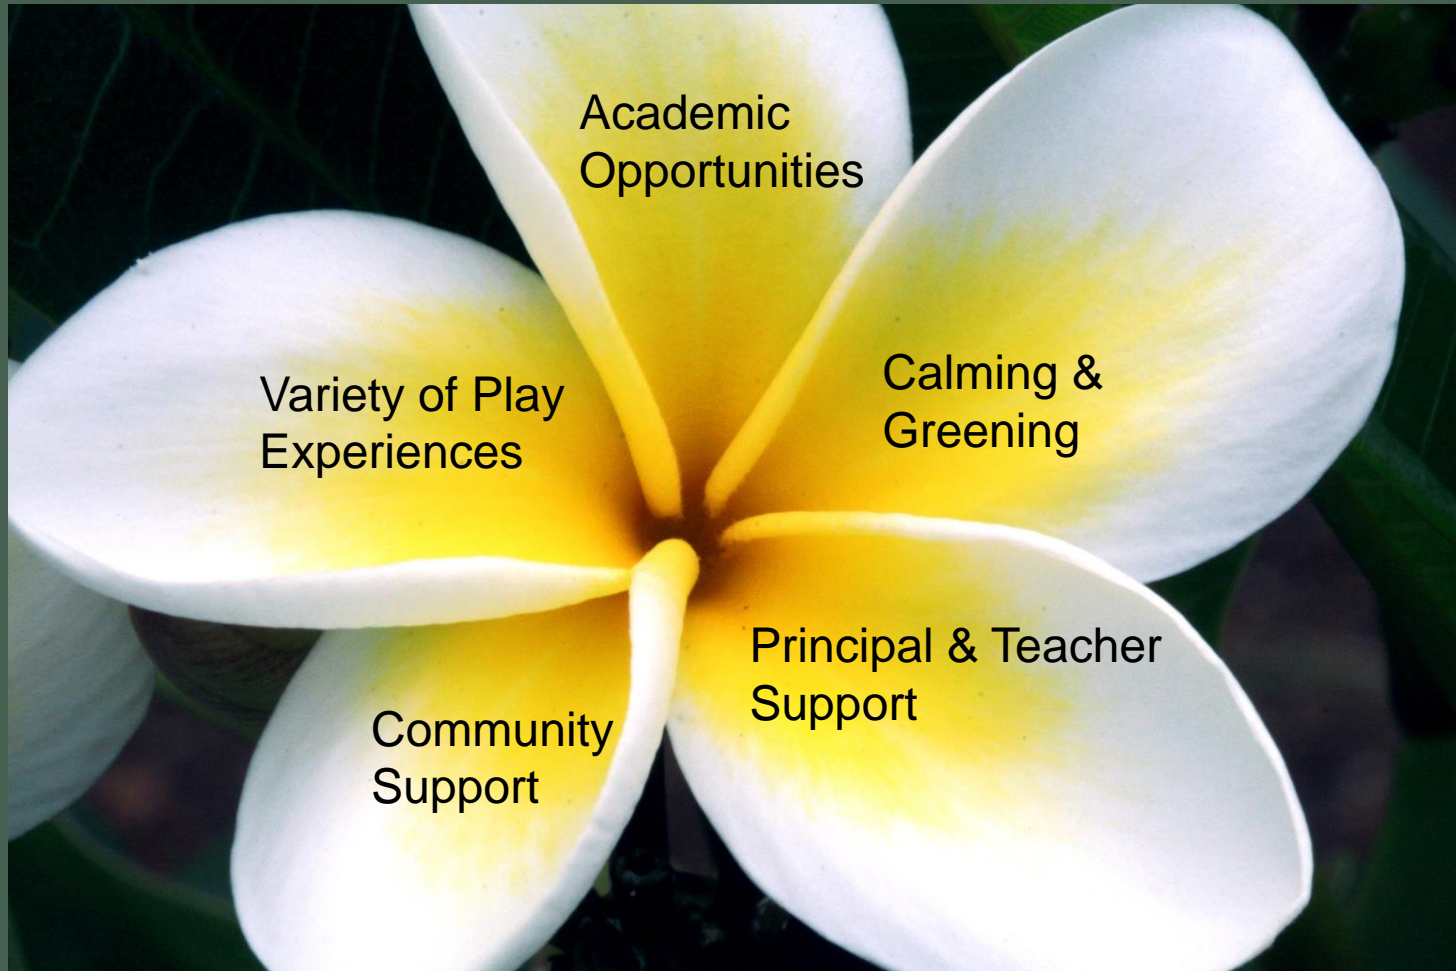 Academic
Opportunities
Calming &
Greening
Variety of Play
Experiences
Principal & Teacher
Support
Community
Support